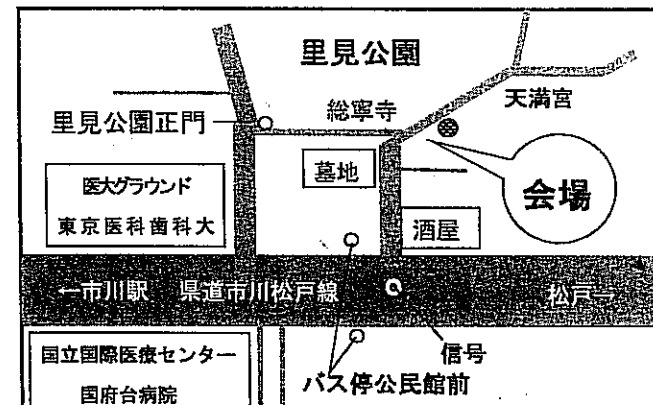 里見公園
天満宮
総寧寺
里見公園正門
墓地
会場
医大グラウンド
東京医科歯科大
酒屋
←市川駅 県道市川松戸線
松戸→
信号
国立国際医療センター
国府台病院
バス停公民館前